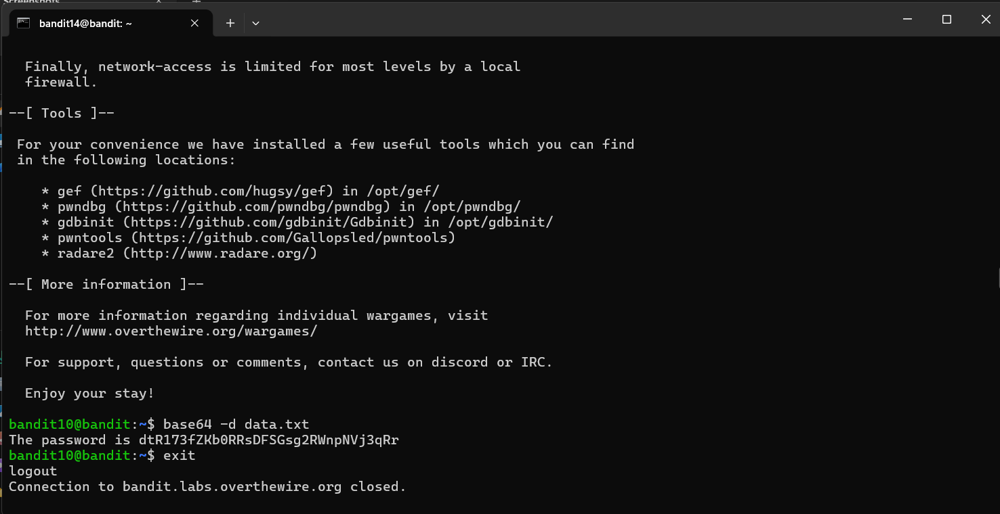 Screenshots
bandit14@bandit: ~
Finally, network-access is limited for most levels by a local
firewall.
--[ Tools ]--
For your convenience we have installed a few useful tools which you can find
in the following locations:
* gef (https://github.com/hugsy/gef) in /opt/gef/
* pwndbg (https://github.com/pwndbg/pwndbg) in /opt/pwndbg/
* gdbinit (https://github.com/gdbinit/Gdbinit) in /opt/gdbinit/
* pwntools (https://github.com/Gallopsled/pwntools)
* radare2 (http://www.radare.org/)
--[ More information ]--
For more information regarding individual wargames, visit
http://www.overthewire.org/wargames/
For support, questions or comments, contact us on discord or IRC.
Enjoy your stay!
bandit10@bandit:~$ base64 -d data.txt
The password is dtR173fZKb0RRsDFSGsg2RWnpNVj3qRr
bandit10@bandit:~$ exit
logout
Connection to bandit.labs.overthewire.org closed.